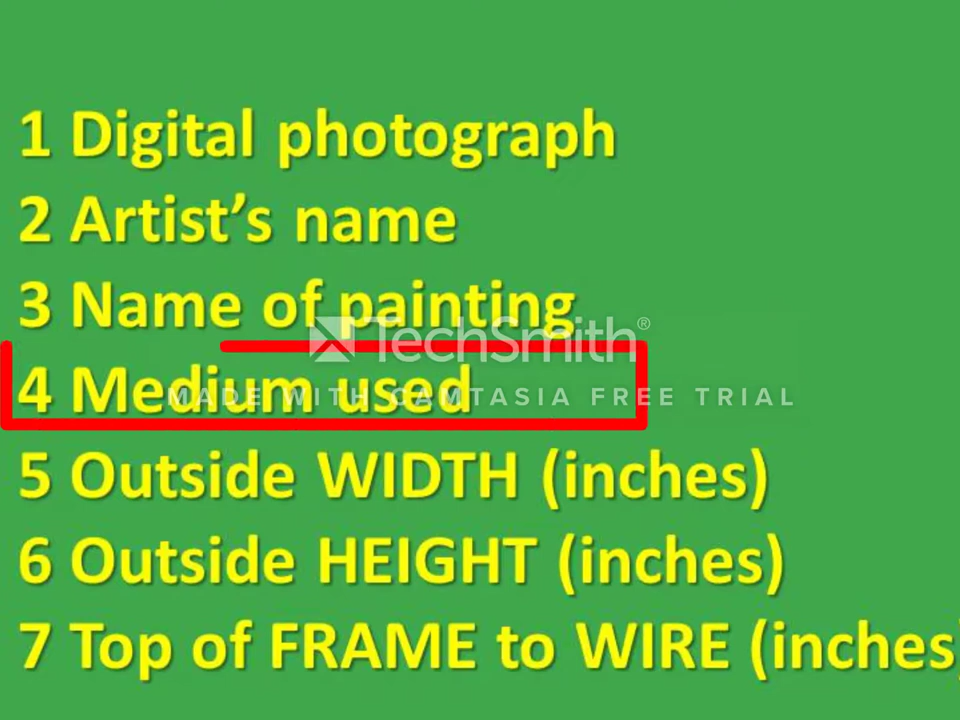 1 Digital photograph
2 Artist's name
3 Name of painting
TechSmith®
4 Medium used
MADE WITH CAMTASIA FREE TRIAL
5 Outside WIDTH (inches)
6 Outside HEIGHT (inches)
7 Top of FRAME to WIRE (inches)